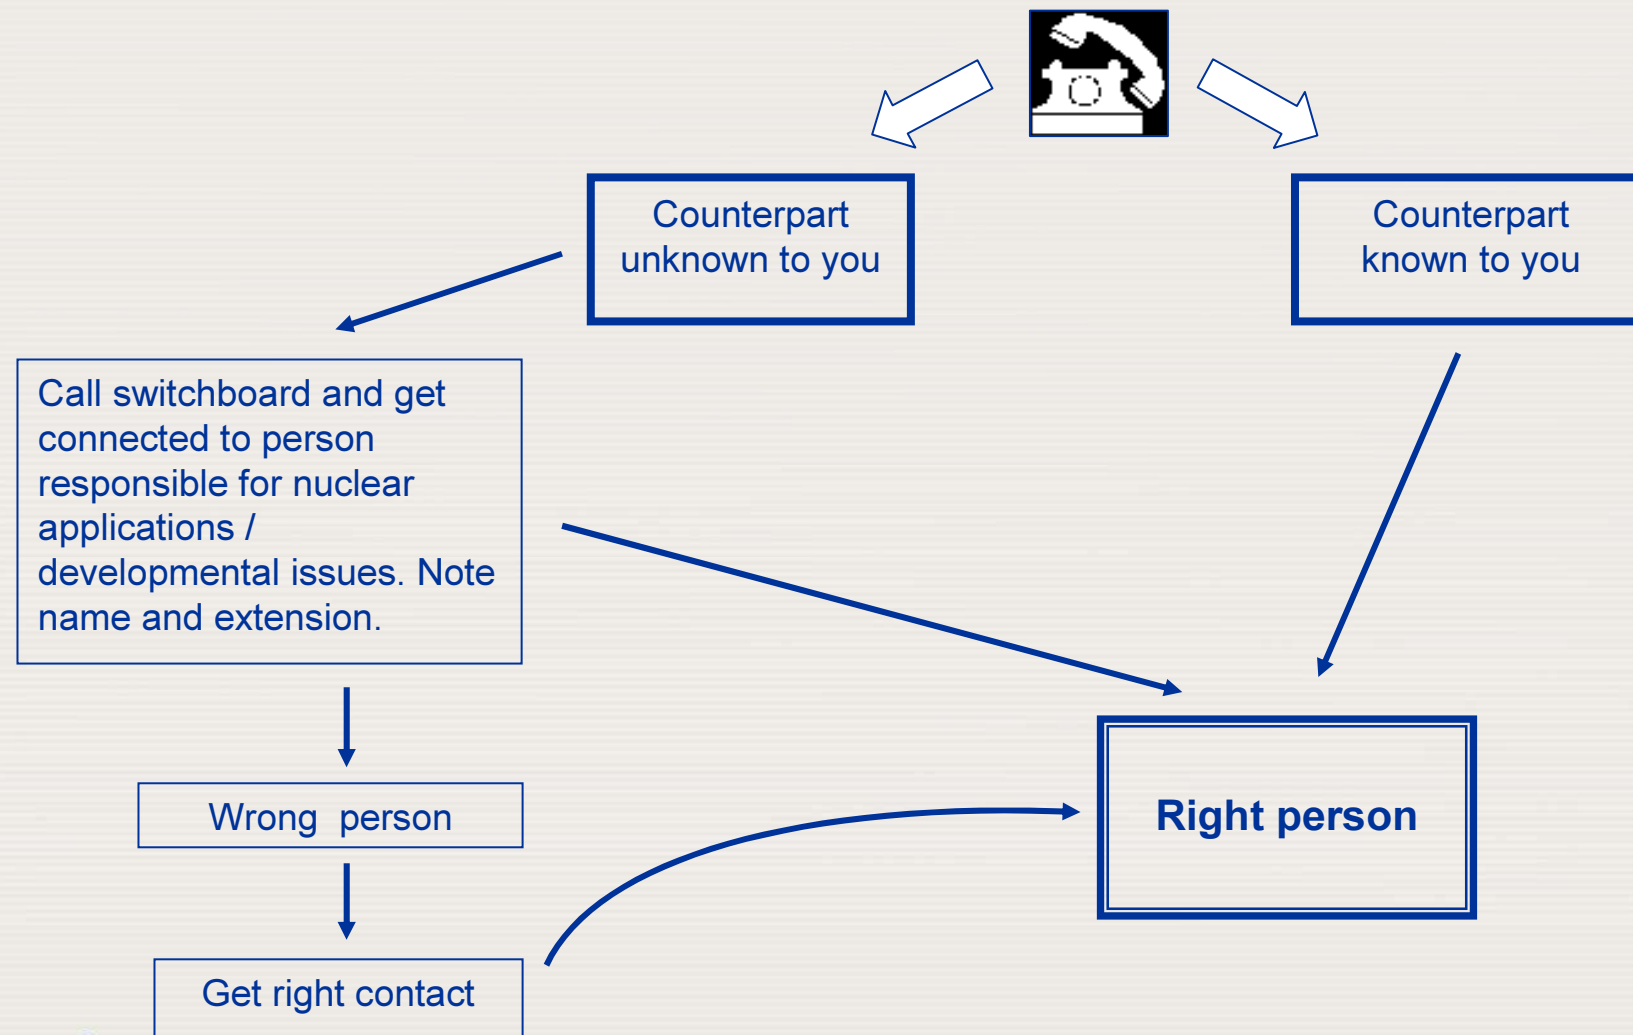 Counterpart
unknown to you
Counterpart
known to you
Call switchboard and get
connected to person
responsible for nuclear
applications /
developmental issues. Note
name and extension.
Wrong person
Right person
Get right contact